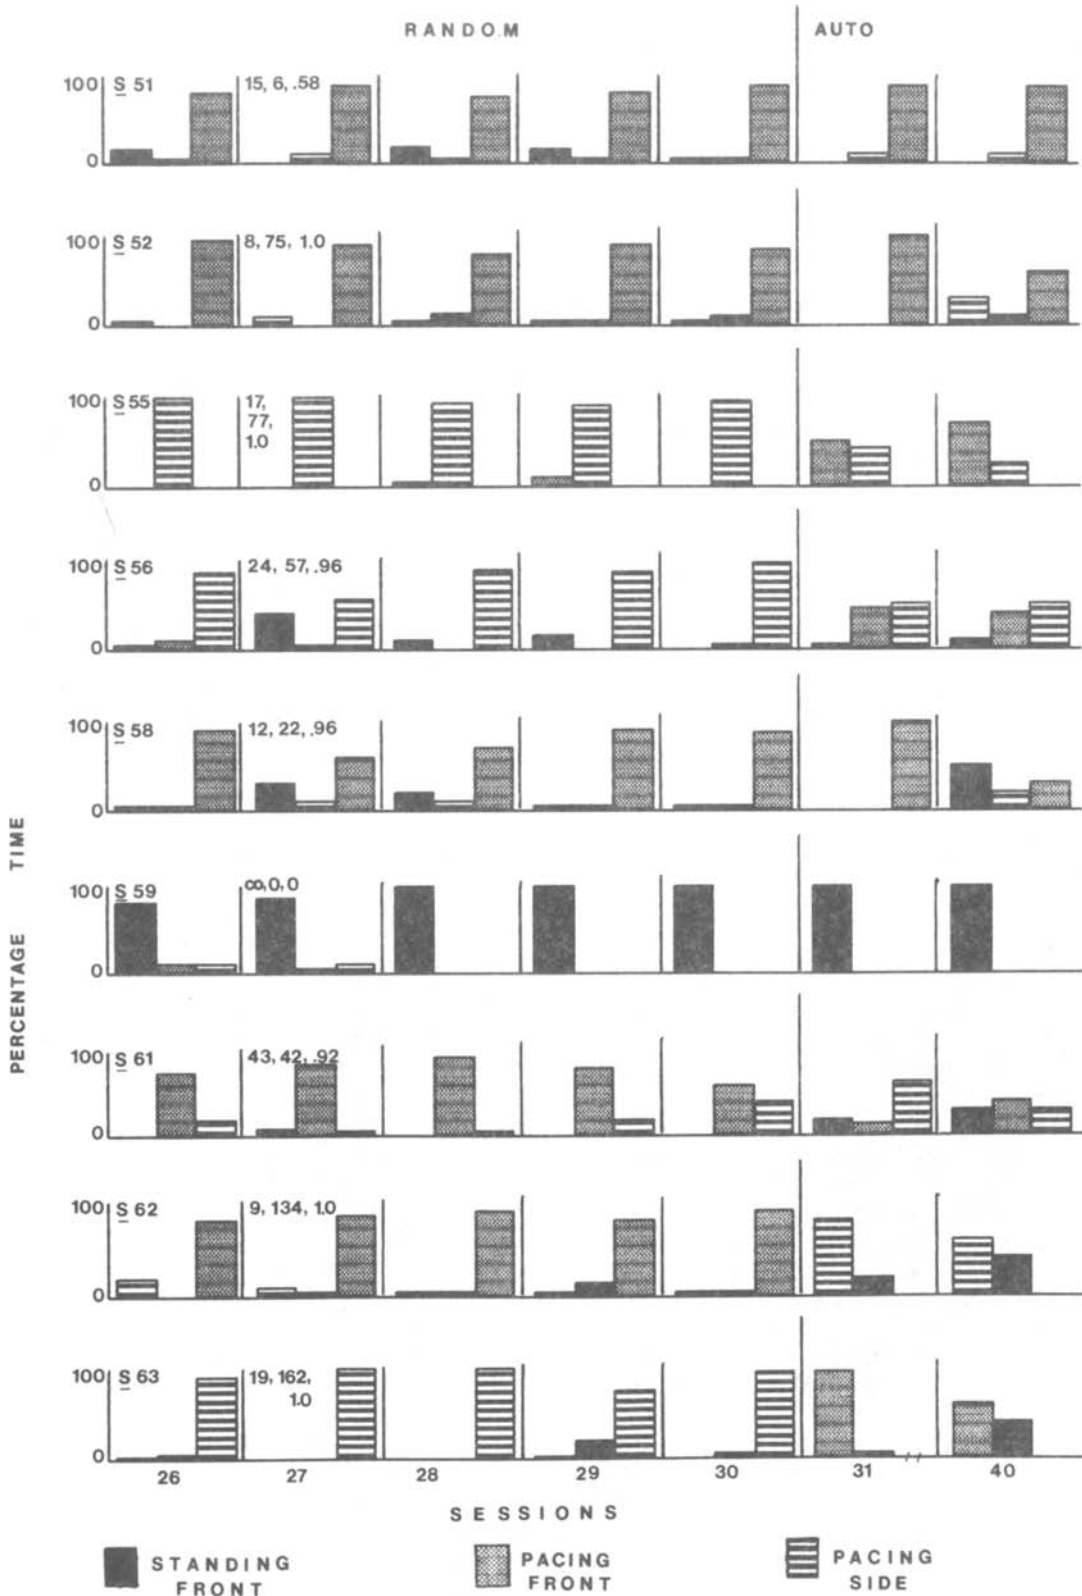 RANDOM AUTO
100 S 51 15, 6, .58
0
100 S 52 8, 75, 1.0
0
100 S 55 17,
77,
1.0
0
100 S 56 24, 57, .96
0
100 S 58 12, 22, .96
0
100 S 59 ∞, 0, 0
0
100 S 61 43, 42, .92
0
100 S 62 9, 134, 1.0
0
100 S 63 19, 162,
1.0
0
PERCENTAGE TIME
26 27 28 29 30 31 40
SESSIONS
STANDING FRONT
PACING FRONT
PACING SIDE